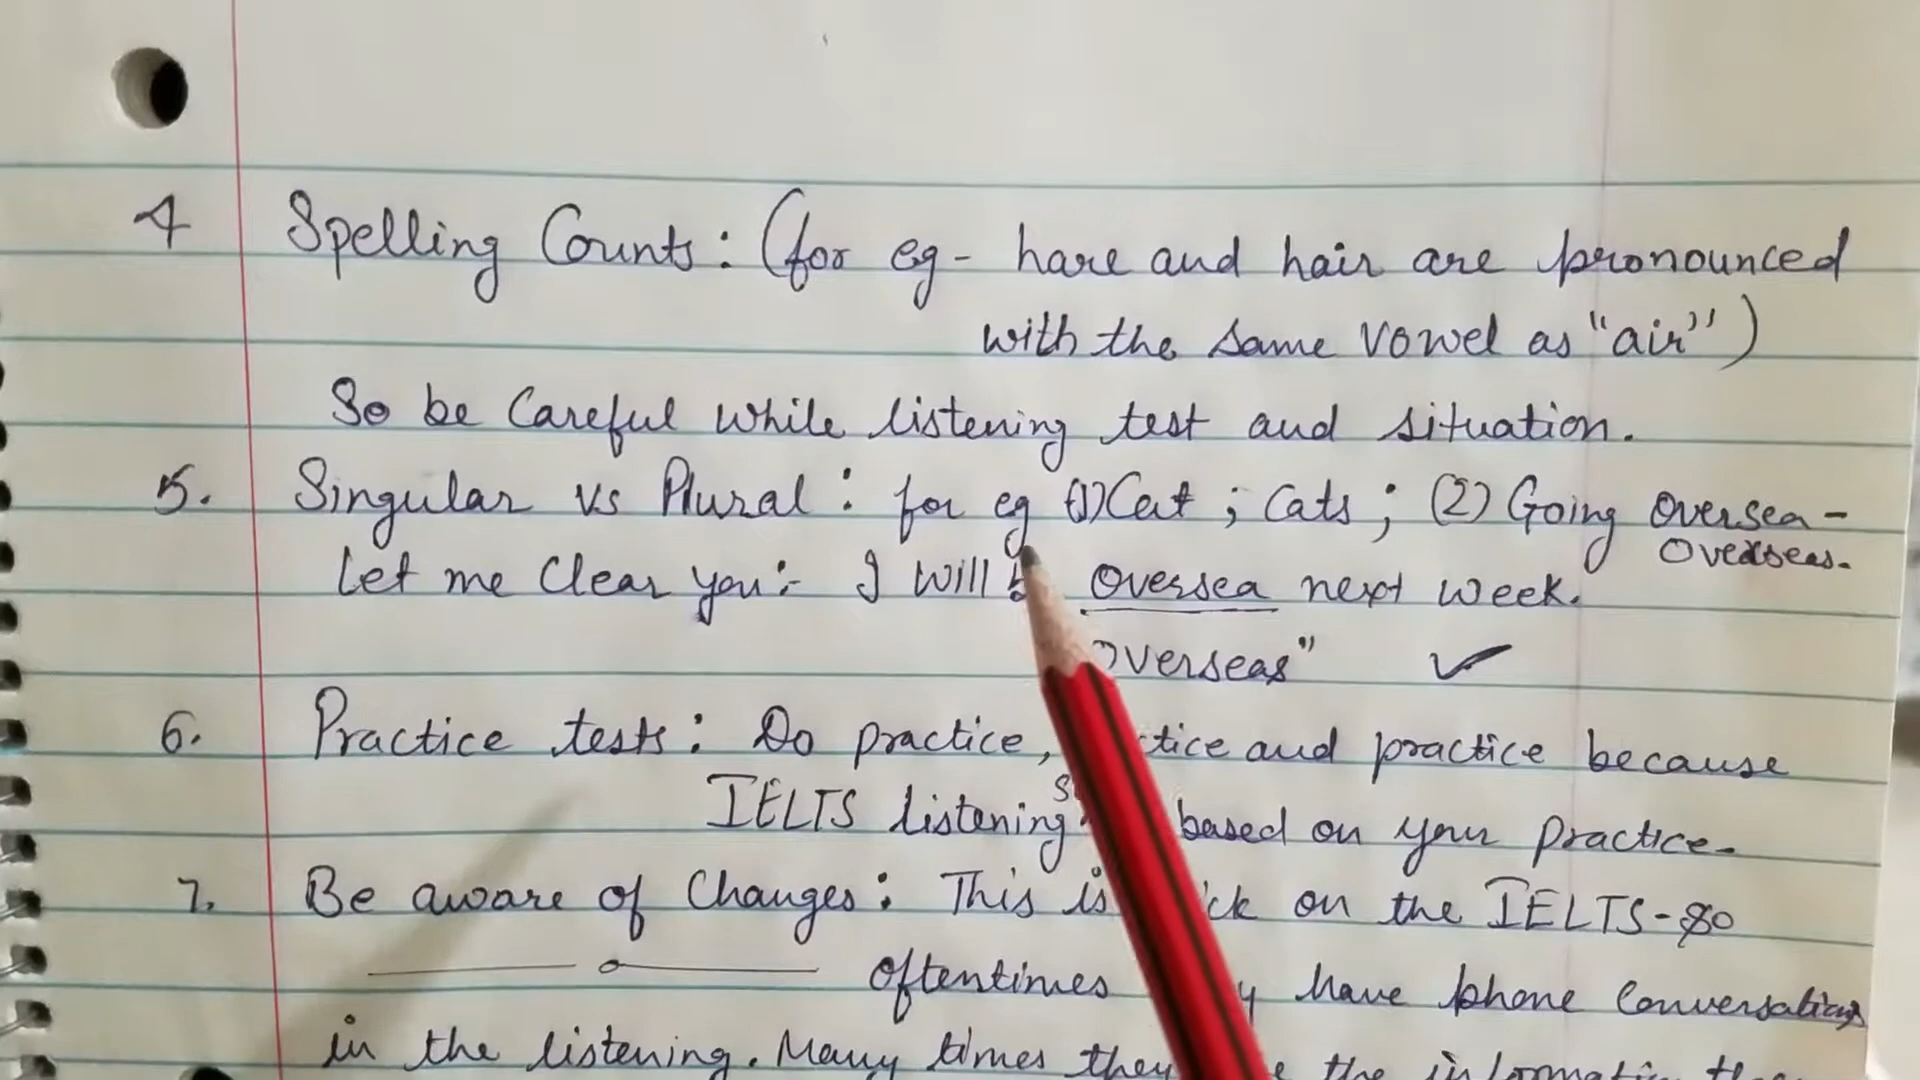 4 Spelling Counts: (for eg- hare and hair are pronounced
with the same vowel as "air")
So be Careful while listening test and situation.
5. Singular vs Plural: for eg (1) Cat ; Cats ; (2) Going oversea-
overseas.
Let me Clear you:- I will oversea next week.
overseas" ✓
6. Practice tests: Do practice, and practice because
IELTS listening based on your practice.
7. Be aware of Changes: This is on the IELTS-so
oftentimes have phone Conversations
in the listening. Many times they the